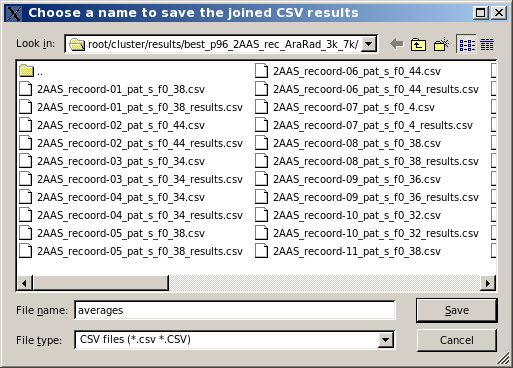 Choose a name to save the joined CSV results
Look in: root/cluster/results/best_p96_2AAS_rec_AraRad_3k_7k/
..
2AAS_recoord-01_pat_s_f0_38.csv
2AAS_recoord-01_pat_s_f0_38_results.csv
2AAS_recoord-02_pat_s_f0_44.csv
2AAS_recoord-02_pat_s_f0_44_results.csv
2AAS_recoord-03_pat_s_f0_34.csv
2AAS_recoord-03_pat_s_f0_34_results.csv
2AAS_recoord-04_pat_s_f0_34.csv
2AAS_recoord-04_pat_s_f0_34_results.csv
2AAS_recoord-05_pat_s_f0_38.csv
2AAS_recoord-05_pat_s_f0_38_results.csv
2AAS_recoord-06_pat_s_f0_44.csv
2AAS_recoord-06_pat_s_f0_44_results.csv
2AAS_recoord-07_pat_s_f0_4.csv
2AAS_recoord-07_pat_s_f0_4_results.csv
2AAS_recoord-08_pat_s_f0_38.csv
2AAS_recoord-08_pat_s_f0_38_results.csv
2AAS_recoord-09_pat_s_f0_36.csv
2AAS_recoord-09_pat_s_f0_36_results.csv
2AAS_recoord-10_pat_s_f0_32.csv
2AAS_recoord-10_pat_s_f0_32_results.csv
2AAS_recoord-11_pat_s_f0_38.csv
File name: averages Save
File type: CSV files (*.csv *.CSV) Cancel